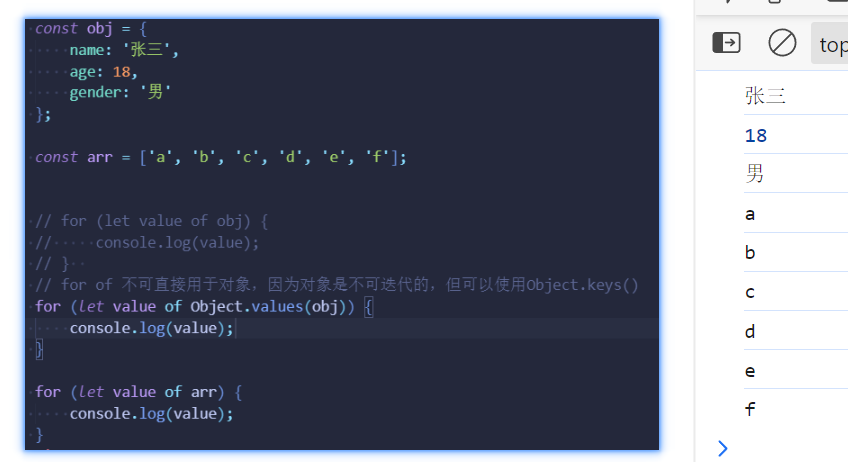 const obj = {
    name: '张三',
    age: 18,
    gender: '男'
};
const arr = ['a', 'b', 'c', 'd', 'e', 'f'];
// for (let value of obj) {
//     console.log(value);
// }
// for of 不可直接用于对象，因为对象是不可迭代的，但可以使用Object.keys()
for (let value of Object.values(obj)) {
    console.log(value);
}
for (let value of arr) {
    console.log(value);
}
top
张三
18
男
a
b
c
d
e
f